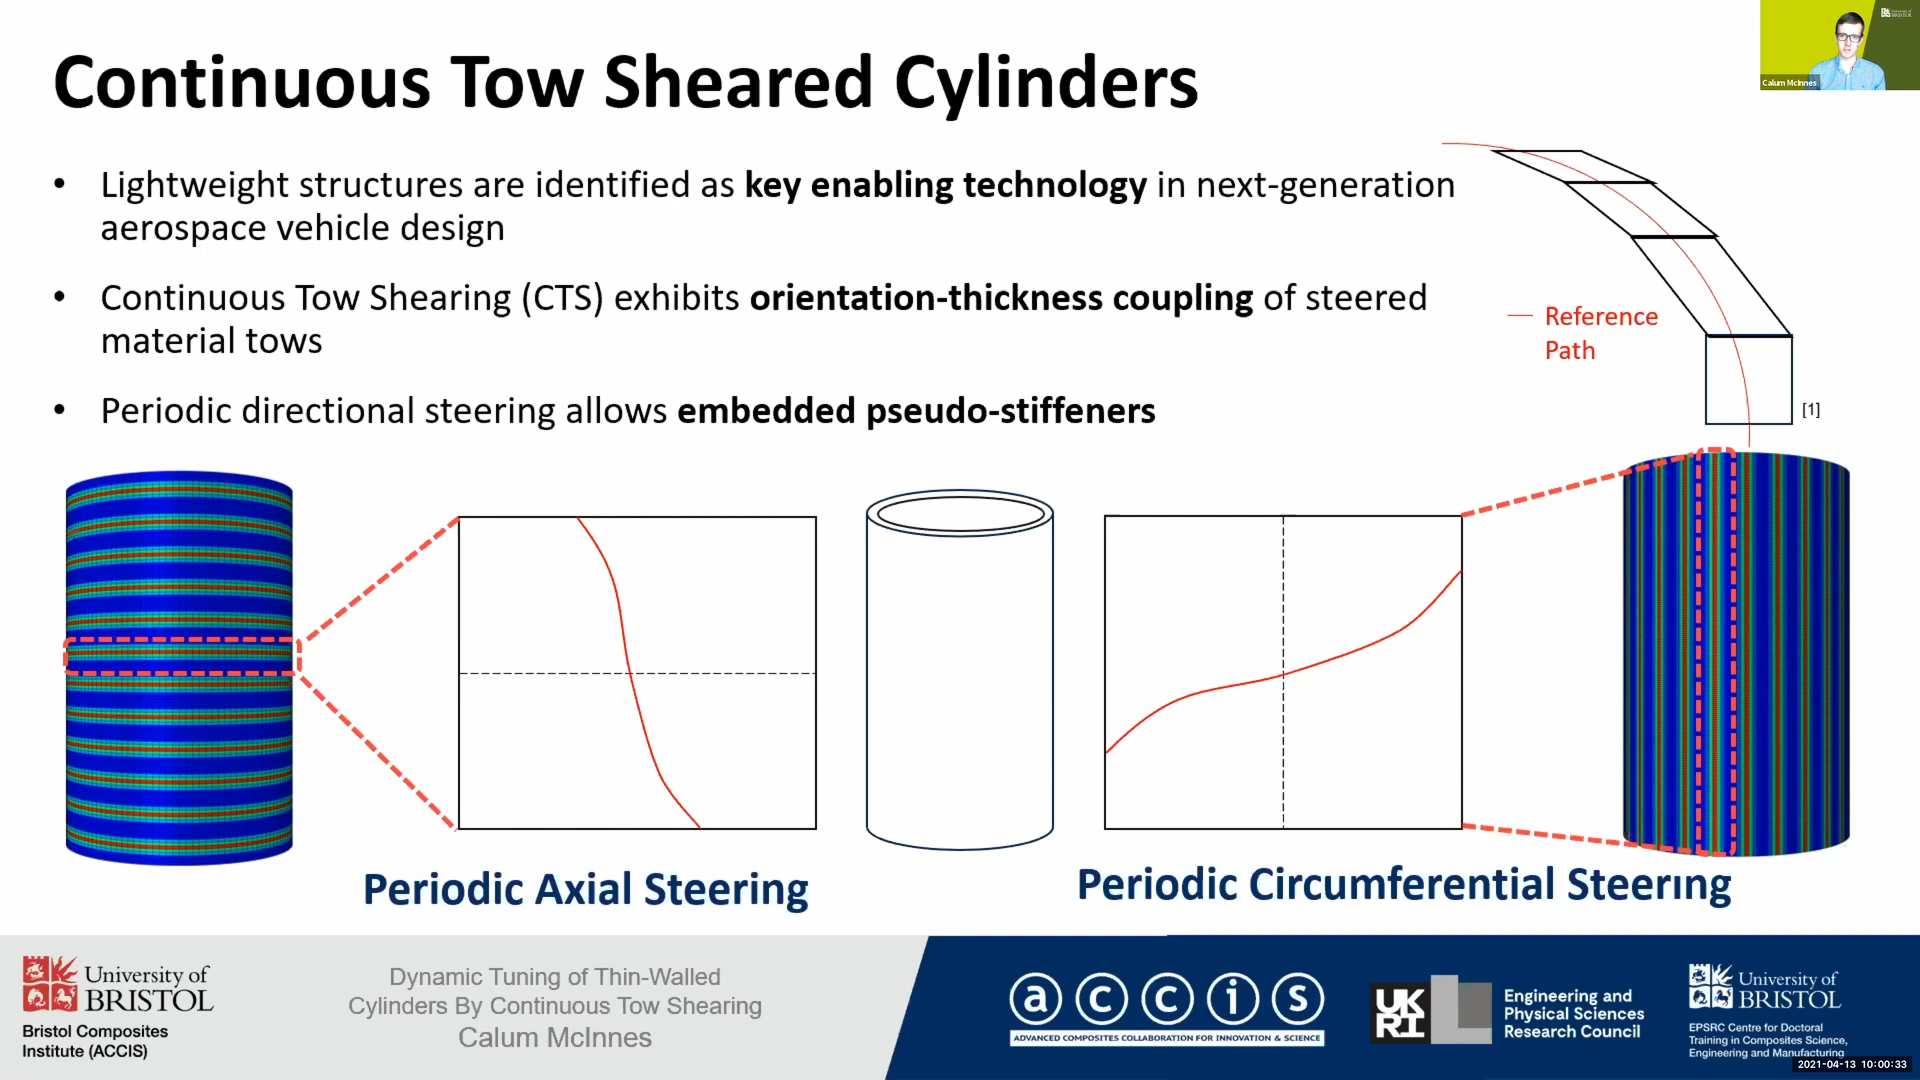 Continuous Tow Sheared Cylinders
Calum McInnes
• Lightweight structures are identified as key enabling technology in next-generation
aerospace vehicle design
• Continuous Tow Shearing (CTS) exhibits orientation-thickness coupling of steered
material tows
• Periodic directional steering allows embedded pseudo-stiffeners
Reference
Path
[1]
Periodic Axial Steering
Periodic Circumferential Steering
University of
BRISTOL
Bristol Composites
Institute (ACCIS)
Dynamic Tuning of Thin-Walled
Cylinders By Continuous Tow Shearing
Calum McInnes
accis
ADVANCED COMPOSITES COLLABORATION FOR INNOVATION & SCIENCE
UK
RI
Engineering and
Physical Sciences
Research Council
University of
BRISTOL
EPSRC Centre for Doctoral
Training in Composites Science,
Engineering and Manufacturing
2021-04-13 10:00:33